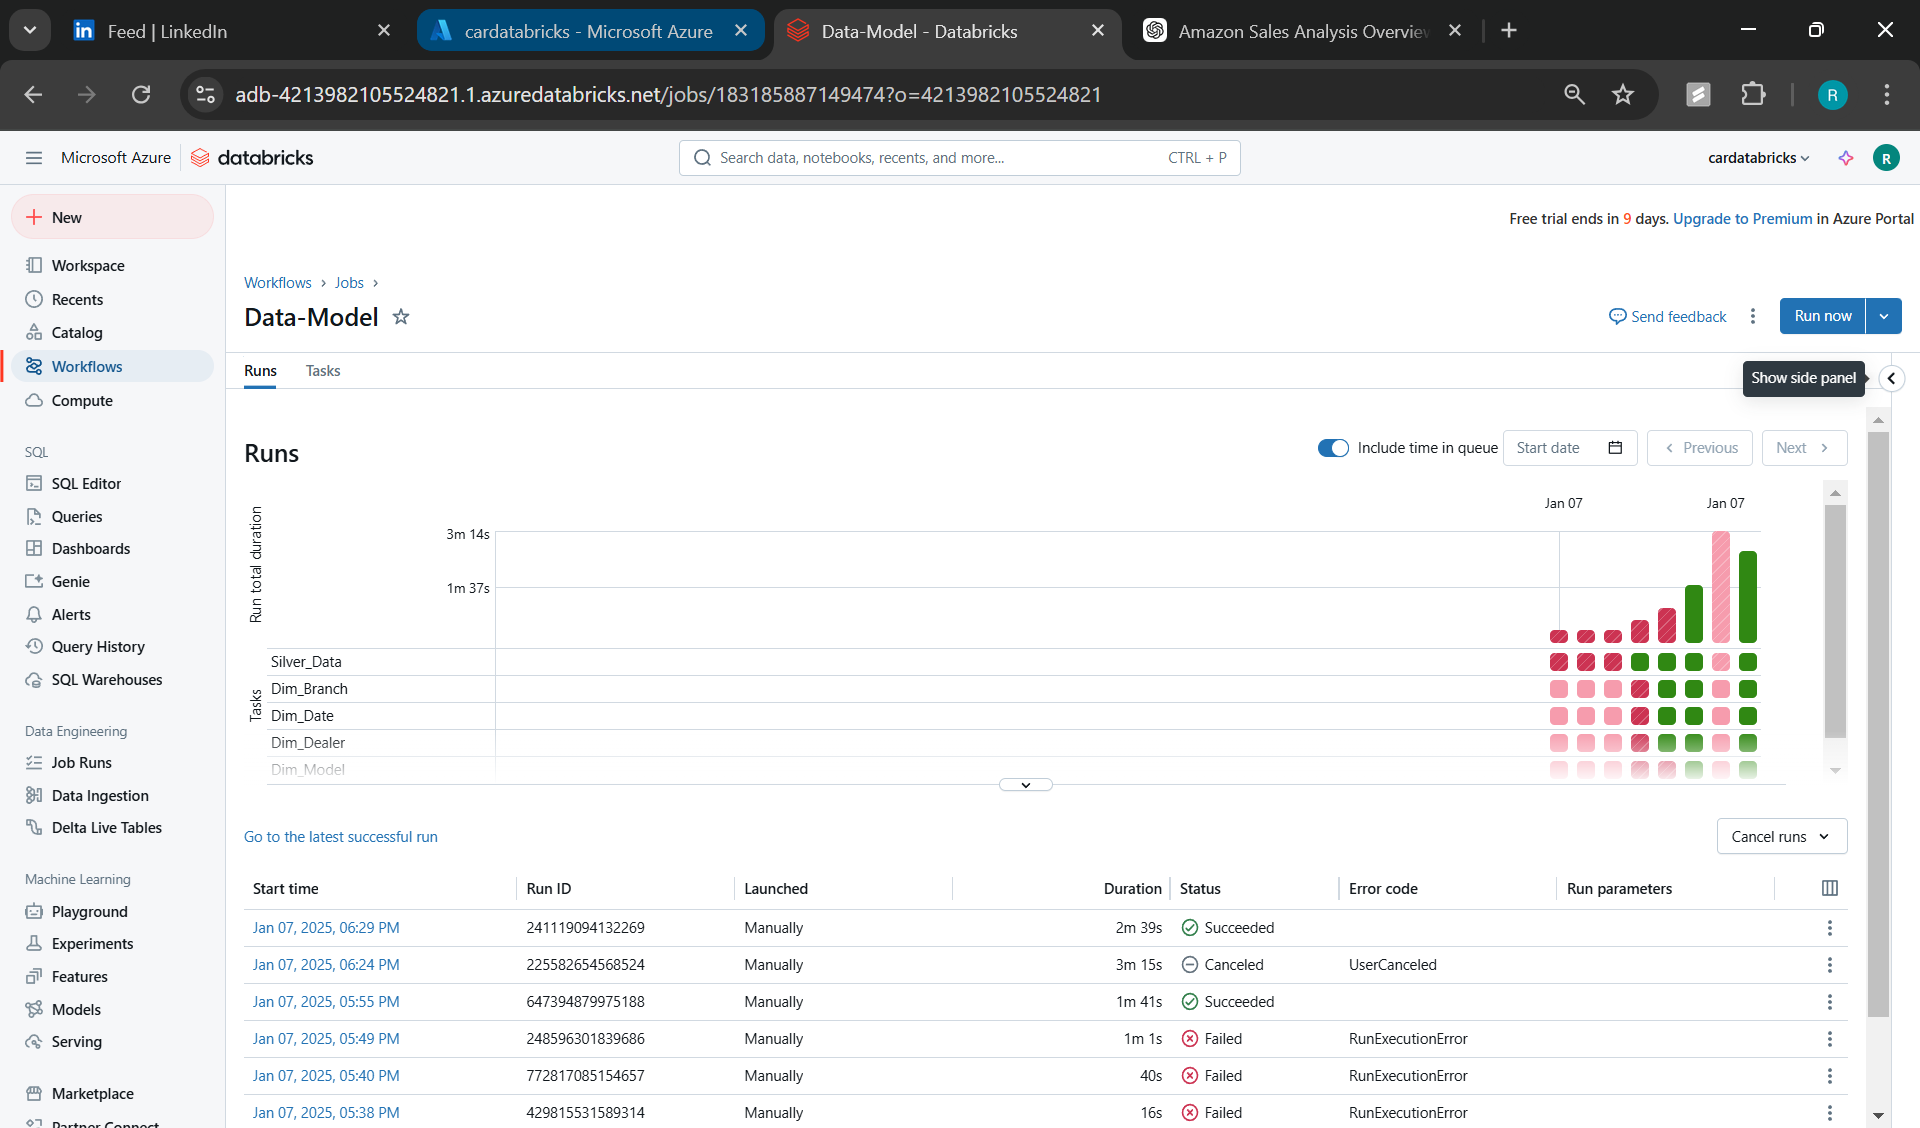 Feed | LinkedIn
cardatabricks - Microsoft Azure
Data-Model - Databricks
Amazon Sales Analysis Overvie
adb-4213982105524821.1.azuredatabricks.net/jobs/183185887149474?o=4213982105524821
R
Microsoft Azure
databricks
Search data, notebooks, recents, and more...
CTRL + P
cardatabricks
R
New
Workspace
Recents
Catalog
Workflows
Compute
SQL
SQL Editor
Queries
Dashboards
Genie
Alerts
Query History
SQL Warehouses
Data Engineering
Job Runs
Data Ingestion
Delta Live Tables
Machine Learning
Playground
Experiments
Features
Models
Serving
Marketplace
Partner Connect
Free trial ends in 9 days. Upgrade to Premium in Azure Portal
Workflows › Jobs ›
Data-Model
Send feedback
Run now
Runs
Tasks
Show side panel
Runs
Include time in queue
Start date
Previous
Next
Jan 07
Jan 07
Run total duration
3m 14s
1m 37s
Tasks
Silver_Data
Dim_Branch
Dim_Date
Dim_Dealer
Dim_Model
Go to the latest successful run
Cancel runs
Start time Run ID Launched Duration Status Error code Run parameters
Jan 07, 2025, 06:29 PM 241119094132269 Manually 2m 39s Succeeded
Jan 07, 2025, 06:24 PM 225582654568524 Manually 3m 15s Canceled UserCanceled
Jan 07, 2025, 05:55 PM 647394879975188 Manually 1m 41s Succeeded
Jan 07, 2025, 05:49 PM 248596301839686 Manually 1m 1s Failed RunExecutionError
Jan 07, 2025, 05:40 PM 772817085154657 Manually 40s Failed RunExecutionError
Jan 07, 2025, 05:38 PM 429815531589314 Manually 16s Failed RunExecutionError